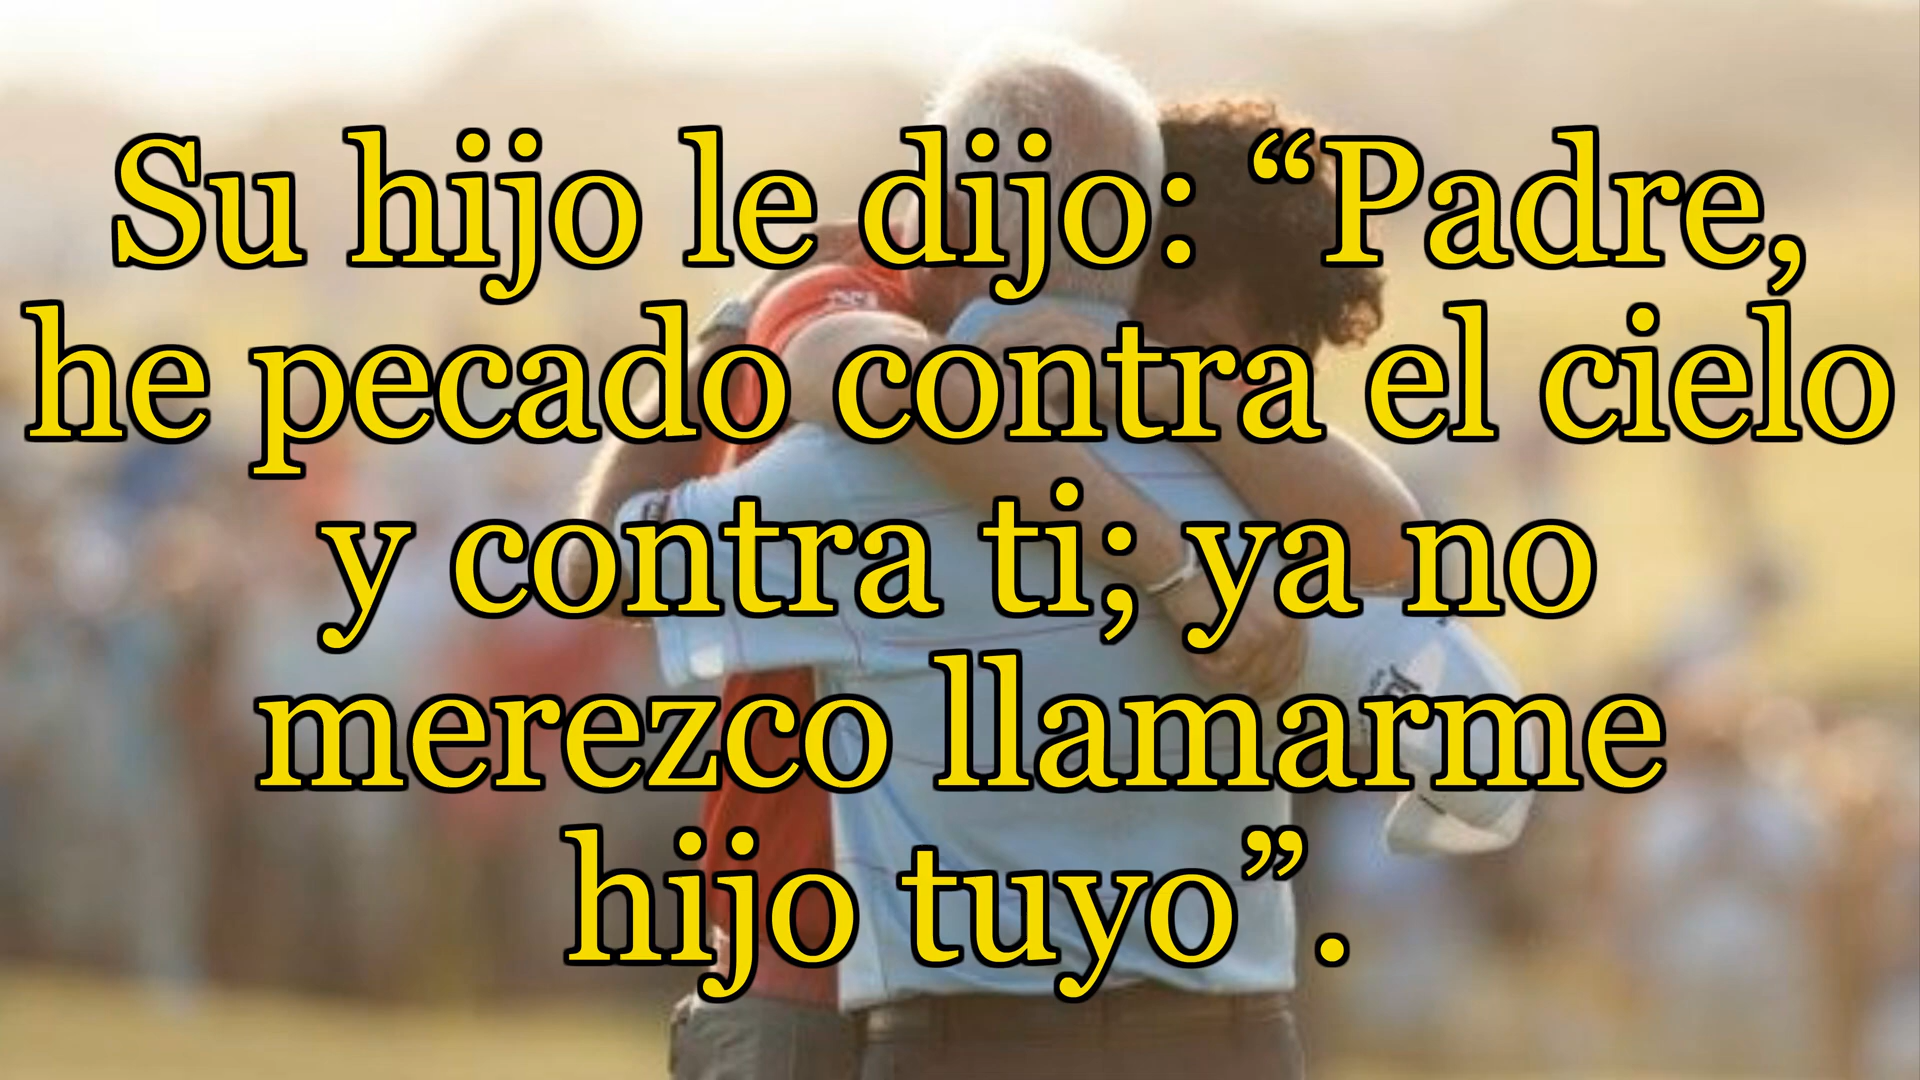 Su hijo le dijo: “Padre,
he pecado contra el cielo
y contra ti; ya no
merezco llamarme
hijo tuyo”.